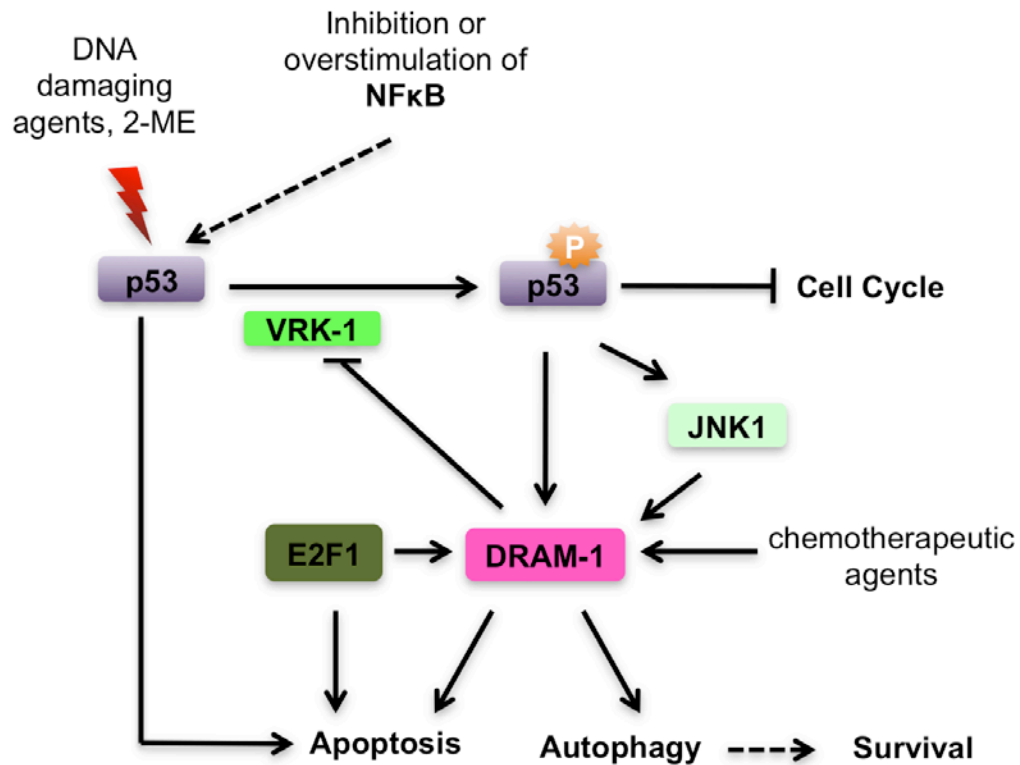 DNA
damaging
agents, 2-ME
Inhibition or
overstimulation of
NFκB
p53
P
p53
Cell Cycle
VRK-1
JNK1
E2F1
DRAM-1
chemotherapeutic
agents
Apoptosis
Autophagy
Survival